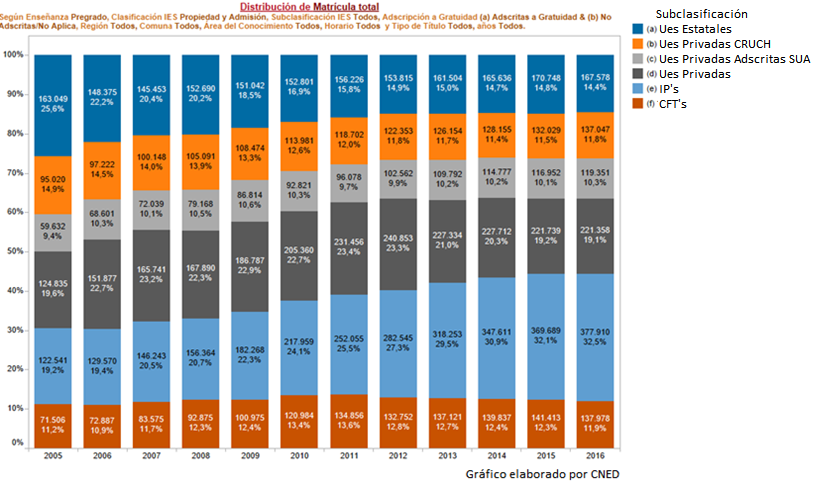 Distribución de Matrícula total
Según Enseñanza Pregrado, Clasificación IES Propiedad y Admisión, Subclasificación IES Todos, Adscripción a Gratuidad (a) Adscritas a Gratuidad & (b) No
Adscritas/No Aplica, Región Todos, Comuna Todos, Área del Conocimiento Todos, Horario Todos y Tipo de Título Todos, años Todos.
Subclasificación
(a) Ues Estatales
(b) Ues Privadas CRUCH
(c) Ues Privadas Adscritas SUA
(d) Ues Privadas
(e) IP's
(f) CFT's
100%
90%
80%
70%
60%
50%
40%
30%
20%
10%
0%
163.049 148.375 145.453 152.690 151.042 152.801 156.226 153.815 161.504 165.636 170.748 167.578
25,6% 22,2% 20,4% 20,2% 18,5% 16,9% 15,8% 14,9% 15,0% 14,7% 14,8% 14,4%
95.020 97.222 100.148 105.091 108.474 113.981 118.702 122.353 126.154 128.155 132.029 137.047
14,9% 14,5% 14,0% 13,9% 13,3% 12,6% 12,0% 11,8% 11,7% 11,4% 11,5% 11,8%
59.632 68.601 72.039 79.168 86.814 92.821 96.078 102.562 109.792 114.777 116.952 119.351
9,4% 10,3% 10,1% 10,5% 10,6% 10,3% 9,7% 9,9% 10,2% 10,2% 10,1% 10,3%
124.835 151.877 165.741 167.890 186.787 205.360 231.456 240.853 227.334 227.712 221.739 221.358
19,6% 22,7% 23,2% 22,3% 22,9% 22,7% 23,4% 23,3% 21,0% 20,3% 19,2% 19,1%
122.541 129.570 146.243 156.364 182.268 217.959 252.055 282.545 318.253 347.611 369.689 377.910
19,2% 19,4% 20,5% 20,7% 22,3% 24,1% 25,5% 27,3% 29,5% 30,9% 32,1% 32,5%
71.506 72.887 83.575 92.875 100.975 120.984 134.856 132.752 137.121 139.837 141.413 137.978
11,2% 10,9% 11,7% 12,3% 12,4% 13,4% 13,6% 12,8% 12,7% 12,4% 12,3% 11,9%
2005 2006 2007 2008 2009 2010 2011 2012 2013 2014 2015 2016
Gráfico elaborado por CNED